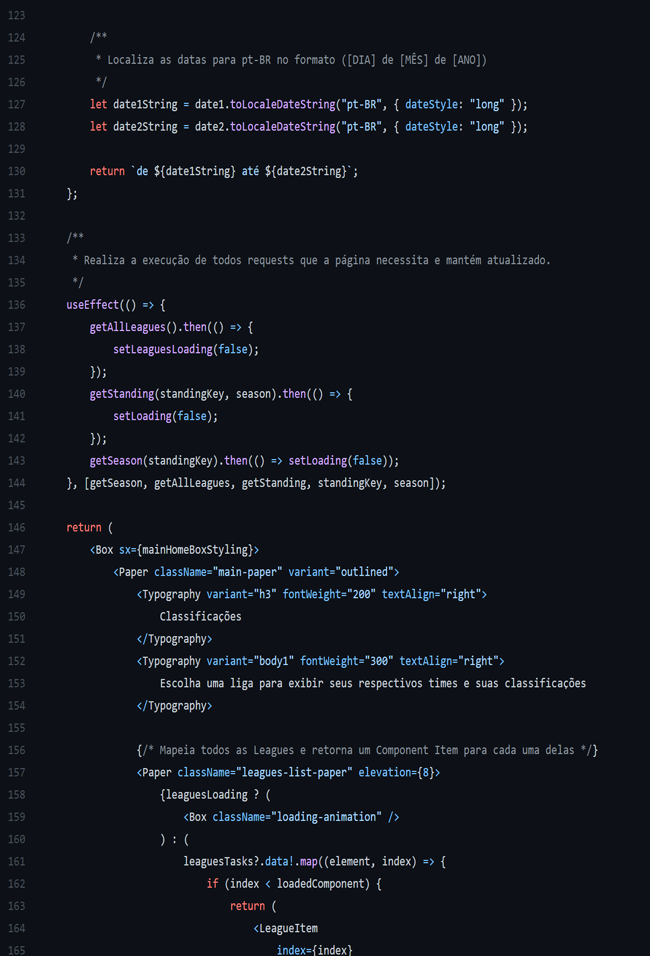 123
124 /**
125 * Localiza as datas para pt-BR no formato ([DIA] de [MÊS] de [ANO])
126 */
127 let date1String = date1.toLocaleDateString("pt-BR", { dateStyle: "long" });
128 let date2String = date2.toLocaleDateString("pt-BR", { dateStyle: "long" });
129
130 return `de ${date1String} até ${date2String}`;
131 };
132
133 /**
134 * Realiza a execução de todos requests que a página necessita e mantém atualizado.
135 */
136 useEffect(() => {
137 getAllLeagues().then(() => {
138 setLeaguesLoading(false);
139 });
140 getStanding(standingKey, season).then(() => {
141 setLoading(false);
142 });
143 getSeason(standingKey).then(() => setLoading(false));
144 }, [getSeason, getAllLeagues, getStanding, standingKey, season]);
145
146 return (
147 <Box sx={mainHomeBoxStyling}>
148 <Paper className="main-paper" variant="outlined">
149 <Typography variant="h3" fontWeight="200" textAlign="right">
150 Classificações
151 </Typography>
152 <Typography variant="body1" fontWeight="300" textAlign="right">
153 Escolha uma liga para exibir seus respectivos times e suas classificações
154 </Typography>
155
156 {/* Mapeia todos as Leagues e retorna um Component Item para cada uma delas */}
157 <Paper className="leagues-list-paper" elevation={8}>
158 {leaguesLoading ? (
159 <Box className="loading-animation" />
160 ) : (
161 leaguesTasks?.data!.map((element, index) => {
162 if (index < loadedComponent) {
163 return (
164 <LeagueItem
165 index={index}